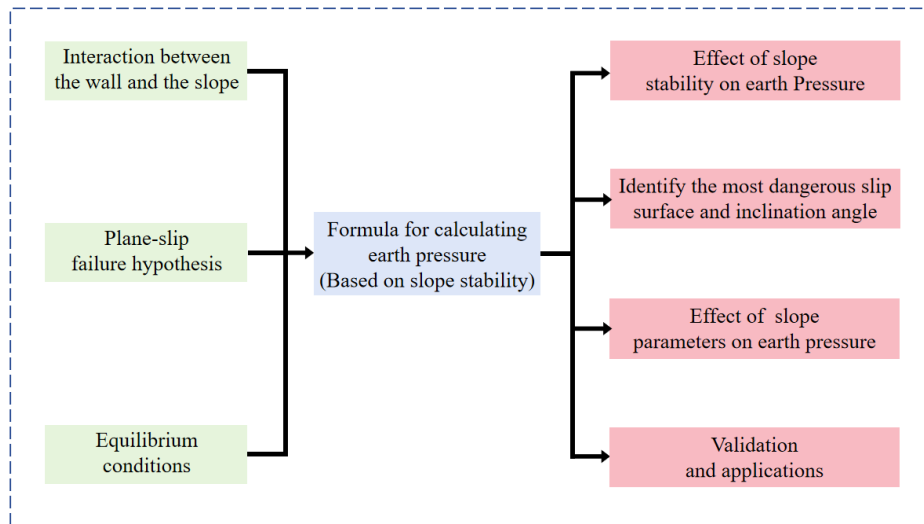 Interaction between
the wall and the slope
Plane-slip
failure hypothesis
Equilibrium
conditions
Formula for calculating
earth pressure
(Based on slope stability)
Effect of slope
stability on earth Pressure
Identify the most dangerous slip
surface and inclination angle
Effect of slope
parameters on earth pressure
Validation
and applications